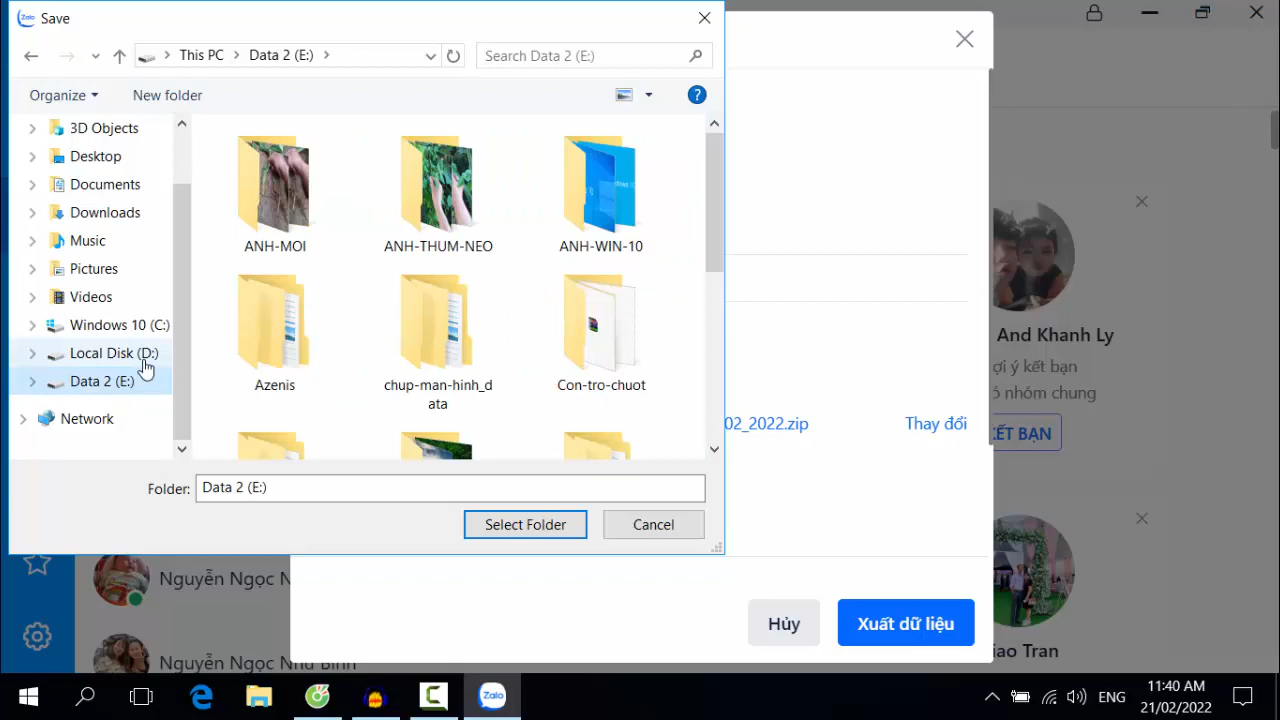 Zalo Save
This PC > Data 2 (E:) >
Search Data 2 (E:)
Organize
New folder
?
3D Objects
Desktop
Documents
Downloads
Music
Pictures
Videos
Windows 10 (C:)
Local Disk (D:)
Data 2 (E:)
Network
ANH-MOI
ANH-THUM-NEO
ANH-WIN-10
Azenis
chup-man-hinh_d
ata
Con-tro-chuot
Folder: Data 2 (E:)
Select Folder
Cancel
And Khanh Ly
ợi ý kết bạn
nhóm chung
KẾT BẠN
02_2022.zip
Thay đổi
Nguyễn Ngọc N
Hủy
Xuất dữ liệu
Nguyễn Ngọc Như Bình
iao Tran
Zalo
ENG
11:40 AM
21/02/2022